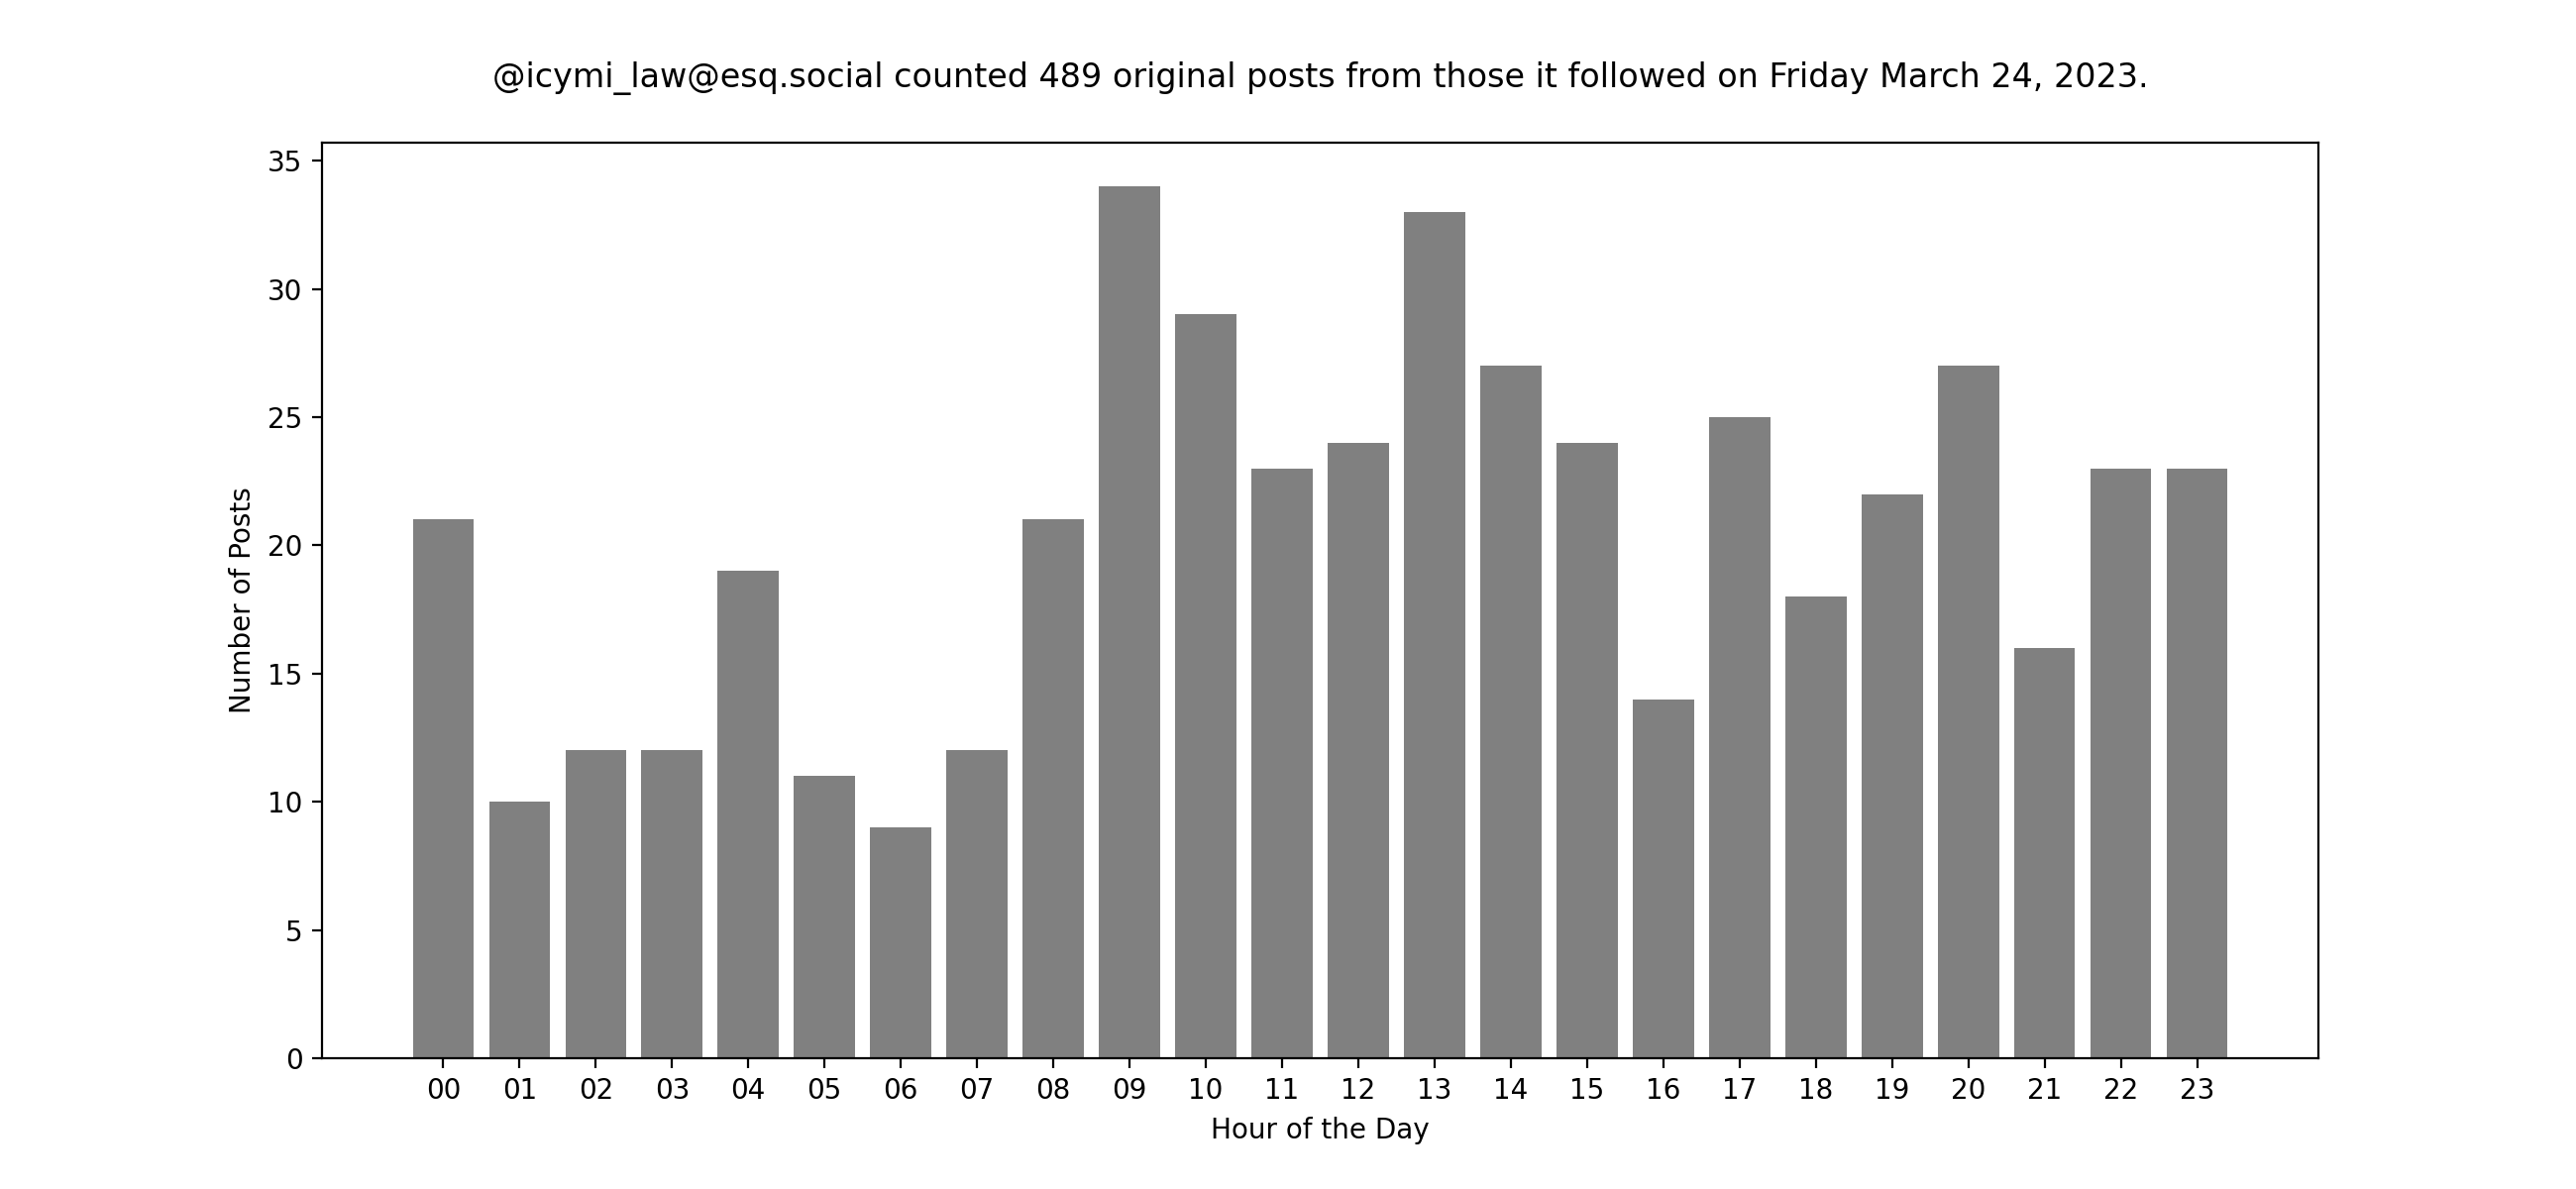 @icymi_law@esq.social counted 489 original posts from those it followed on Friday March 24, 2023.
35
30
25
20
15
10
5
0
Number of Posts
00 01 02 03 04 05 06 07 08 09 10 11 12 13 14 15 16 17 18 19 20 21 22 23
Hour of the Day